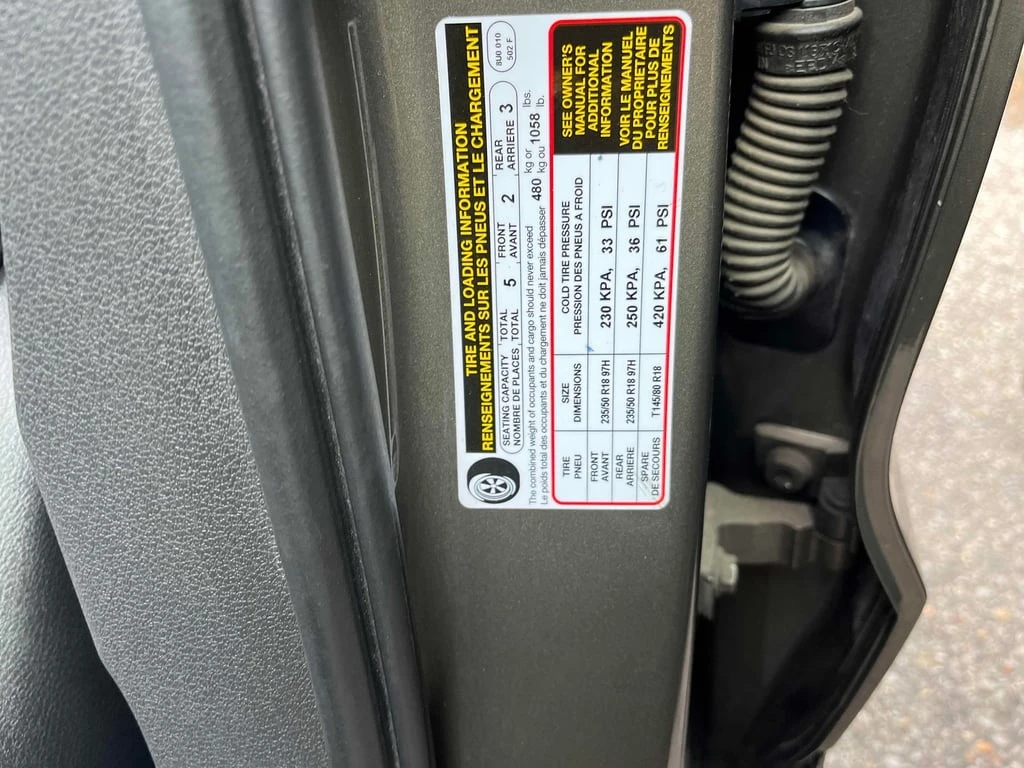 TIRE AND LOADING INFORMATION
RENSEIGNEMENTS SUR LES PNEUS ET LE CHARGEMENT
8U0 010
502 F
SEATING CAPACITY TOTAL 5 FRONT 2 REAR 3
NOMBRE DE PLACES TOTAL AVANT ARRIERE
The combined weight of occupants and cargo should never exceed 480 kg or 1058 lbs.
Le poids total des occupants et du chargement ne doit jamais dépasser kg ou lb.
TIRE SIZE COLD TIRE PRESSURE
PNEU DIMENSIONS PRESSION DES PNEUS A FROID
FRONT
AVANT 235/50 R18 97H 230 KPA, 33 PSI
REAR
ARRIERE 235/50 R18 97H 250 KPA, 36 PSI
SPARE
DE SECOURS T145/80 R18 420 KPA, 61 PSI
SEE OWNER'S
MANUAL FOR
ADDITIONAL
INFORMATION
VOIR LE MANUEL
DU PROPRIÉTAIRE
POUR PLUS DE
RENSEIGNEMENTS